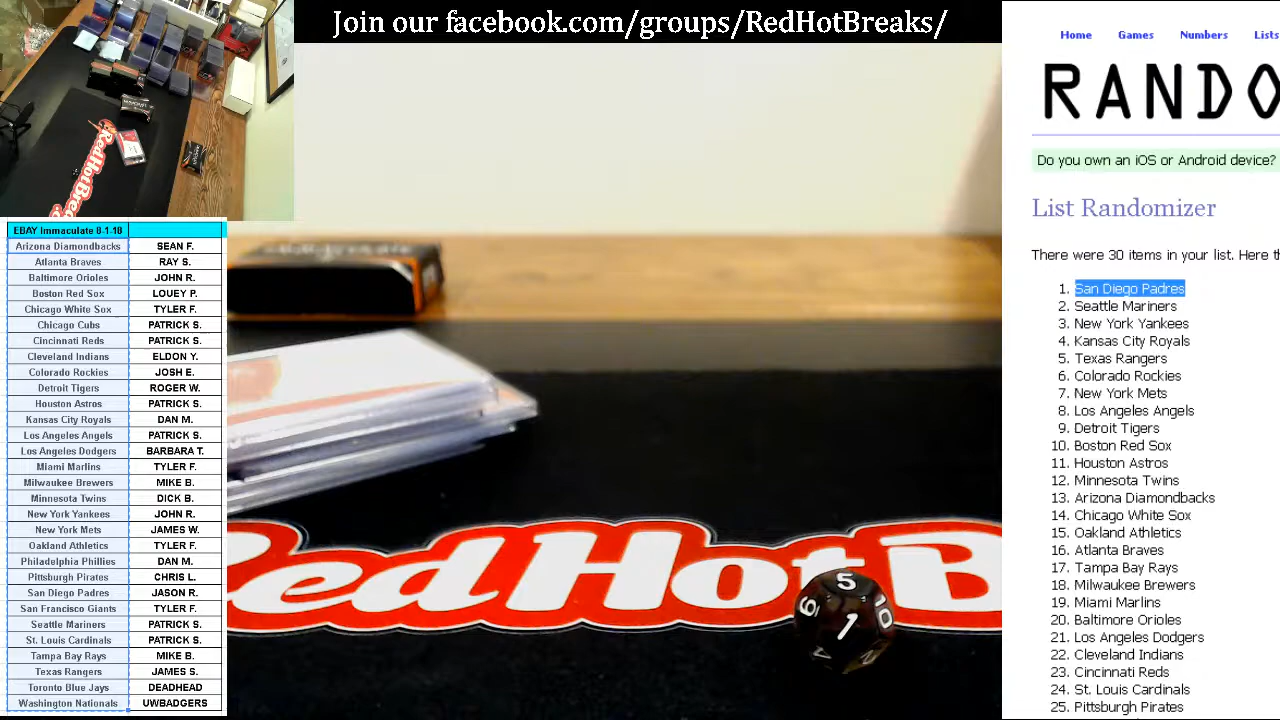 Join our facebook.com/groups/RedHotBreaks/
RedHotB
EBAY Immaculate 8-1-18
Arizona Diamondbacks SEAN F.
Atlanta Braves RAY S.
Baltimore Orioles JOHN R.
Boston Red Sox LOUEY P.
Chicago White Sox TYLER F.
Chicago Cubs PATRICK S.
Cincinnati Reds PATRICK S.
Cleveland Indians ELDON Y.
Colorado Rockies JOSH E.
Detroit Tigers ROGER W.
Houston Astros PATRICK S.
Kansas City Royals DAN M.
Los Angeles Angels PATRICK S.
Los Angeles Dodgers BARBARA T.
Miami Marlins TYLER F.
Milwaukee Brewers MIKE B.
Minnesota Twins DICK B.
New York Yankees JOHN R.
New York Mets JAMES W.
Oakland Athletics TYLER F.
Philadelphia Phillies DAN M.
Pittsburgh Pirates CHRIS L.
San Diego Padres JASON R.
San Francisco Giants TYLER F.
Seattle Mariners PATRICK S.
St. Louis Cardinals PATRICK S.
Tampa Bay Rays MIKE B.
Texas Rangers JAMES S.
Toronto Blue Jays DEADHEAD
Washington Nationals UWBADGERS
RedHot B
5
6
10
1
Home Games Numbers Lists
RANDO
Do you own an iOS or Android device?
List Randomizer
There were 30 items in your list. Here th
1. San Diego Padres
2. Seattle Mariners
3. New York Yankees
4. Kansas City Royals
5. Texas Rangers
6. Colorado Rockies
7. New York Mets
8. Los Angeles Angels
9. Detroit Tigers
10. Boston Red Sox
11. Houston Astros
12. Minnesota Twins
13. Arizona Diamondbacks
14. Chicago White Sox
15. Oakland Athletics
16. Atlanta Braves
17. Tampa Bay Rays
18. Milwaukee Brewers
19. Miami Marlins
20. Baltimore Orioles
21. Los Angeles Dodgers
22. Cleveland Indians
23. Cincinnati Reds
24. St. Louis Cardinals
25. Pittsburgh Pirates